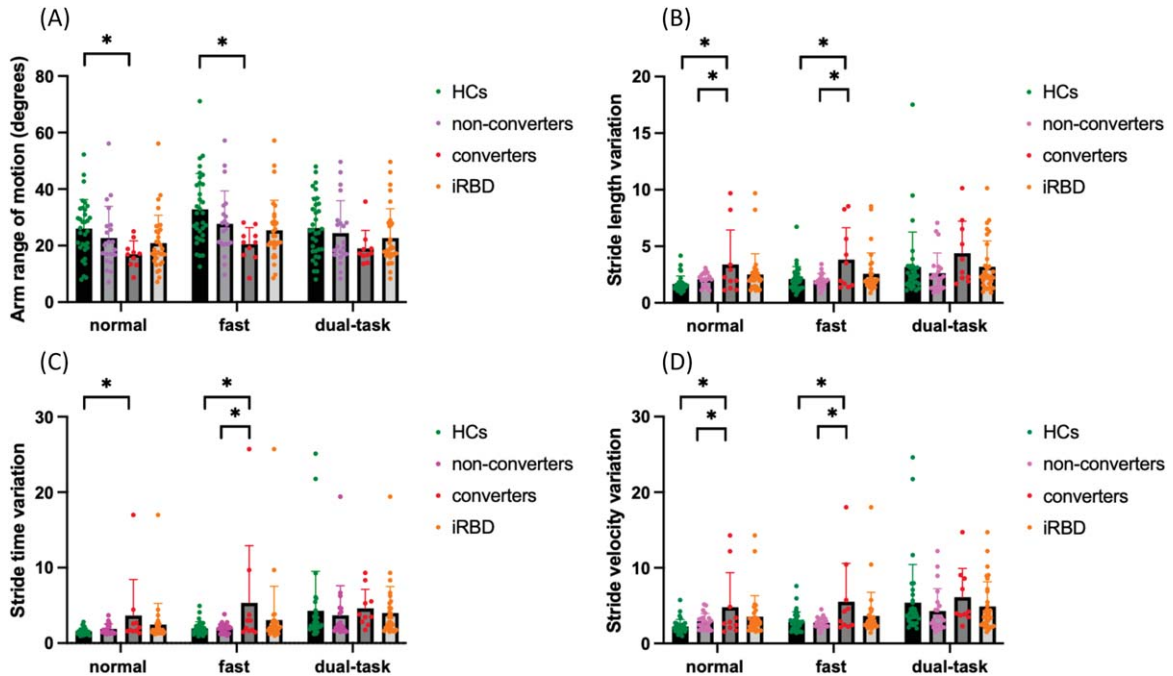 (A)
*
*
Arm range of motion (degrees)
80
60
40
20
0
normal
fast
dual-task
HCs
non-converters
converters
iRBD
(B)
*
*
*
*
Stride length variation
20
15
10
5
0
normal
fast
dual-task
HCs
non-converters
converters
iRBD
(C)
*
*
*
Stride time variation
30
20
10
0
normal
fast
dual-task
HCs
non-converters
converters
iRBD
(D)
*
*
*
*
Stride velocity variation
30
20
10
0
normal
fast
dual-task
HCs
non-converters
converters
iRBD